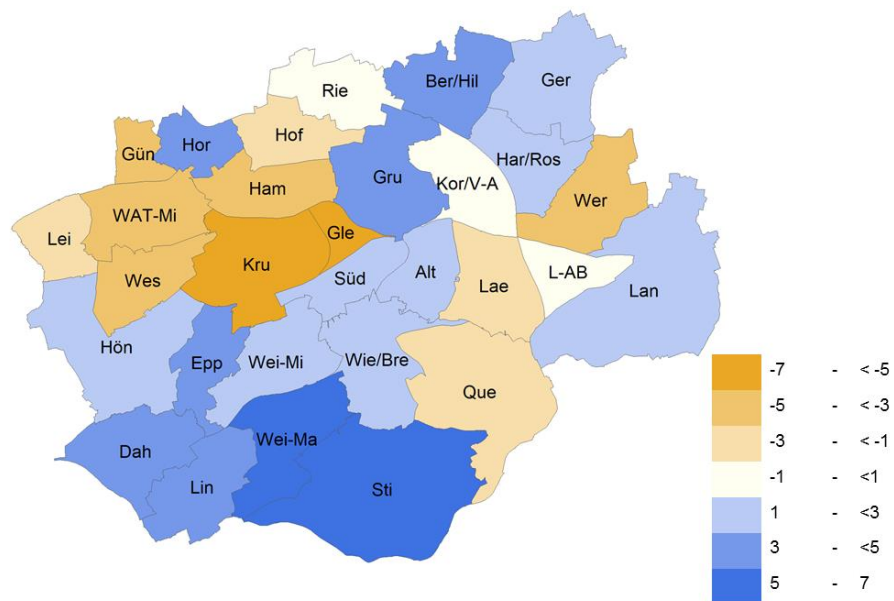 Ber/Hil
Ger
Rie
Hof
Hor
Gün
Har/Ros
Gru
Kor/V-A
Ham
Wer
WAT-Mi
Gle
Lei
Kru
Süd
Alt
L-AB
Wes
Lae
Lan
Hön
Epp
Wei-Mi
Wie/Bre
Que
Wei-Ma
Dah
Lin
Sti
-7 - < -5
-5 - < -3
-3 - < -1
-1 - <1
1 - <3
3 - <5
5 - 7